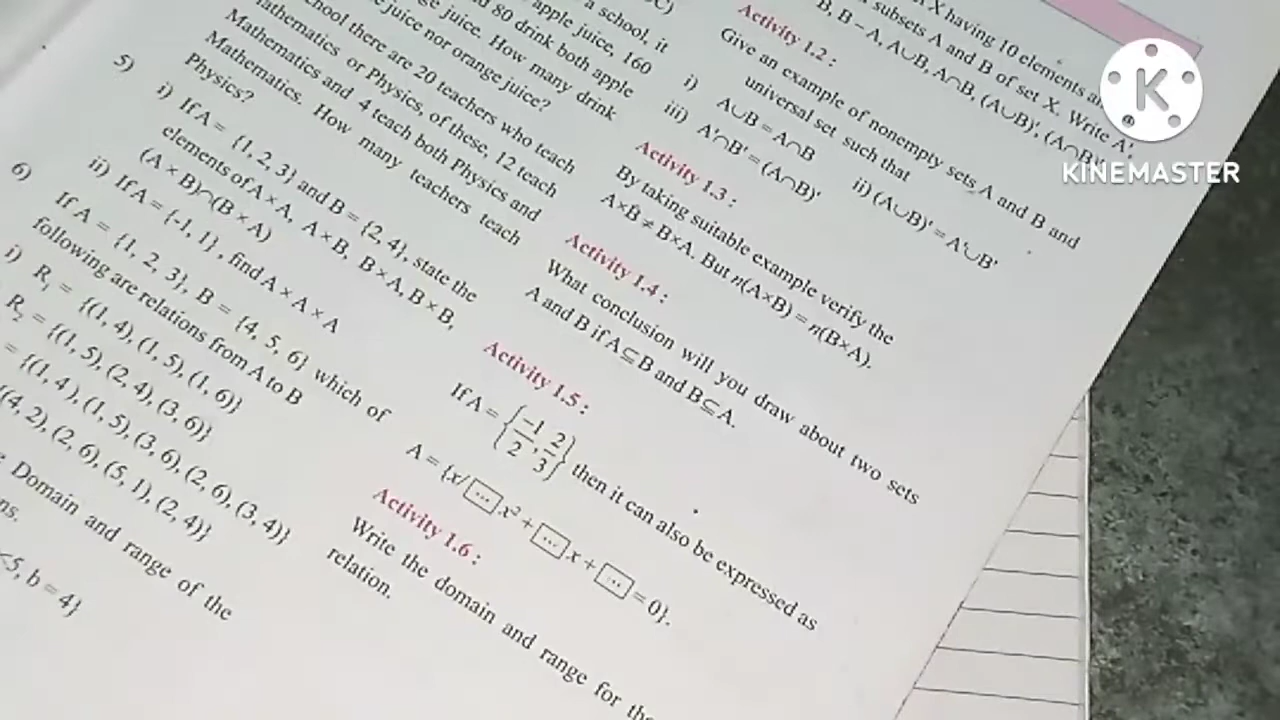 a school, it
apple juice, 160
80 drink both apple
juice. How many drink
juice nor orange juice?
there are 20 teachers who teach
or Physics, of these, 12 teach
Mathematics and 4 teach both Physics and
Mathematics. How many teachers teach
Physics?
5) i) If A = {1, 2, 3} and B = {2, 4}, state the
elements of A × A, A × B, B × A, B × B,
(A × B)∩(B × A)
ii) If A = {-1, 1}, find A × A × A
6) If A = {1, 2, 3}, B = {4, 5, 6} which of
following are relations from A to B
i) R₁ = {(1, 4), (1, 5), (1, 6)}
R₂ = {(1, 5), (2, 4), (3, 6)}
= {(1, 4), (1, 5), (3, 6), (2, 6), (3, 4)}
(4, 2), (2, 6), (5, 1), (2, 4)}
Domain and range of the
<5, b = 4}
X having 10 elements
subsets A and B of set X. Write A',
B, B – A, A∪B, A∩B, (A∪B)', (A∩B)'
Activity 1.2 :
Give an example of nonempty sets A and B and
universal set such that
i) A∪B = A∩B ii) (A∪B)' = A'∪B'
iii) A'∩B' = (A∩B)'
Activity 1.3 :
By taking suitable example verify the
A×B ≠ B×A. But n(A×B) = n(B×A).
Activity 1.4 :
What conclusion will you draw about two sets
A and B if A⊆B and B⊆A.
Activity 1.5 :
If A = {-1/2, 2/3} then it can also be expressed as
A = {x/ [...] x² + [...] x + [...] = 0}.
Activity 1.6 :
Write the domain and range for the
relation.
K
KINEMASTER